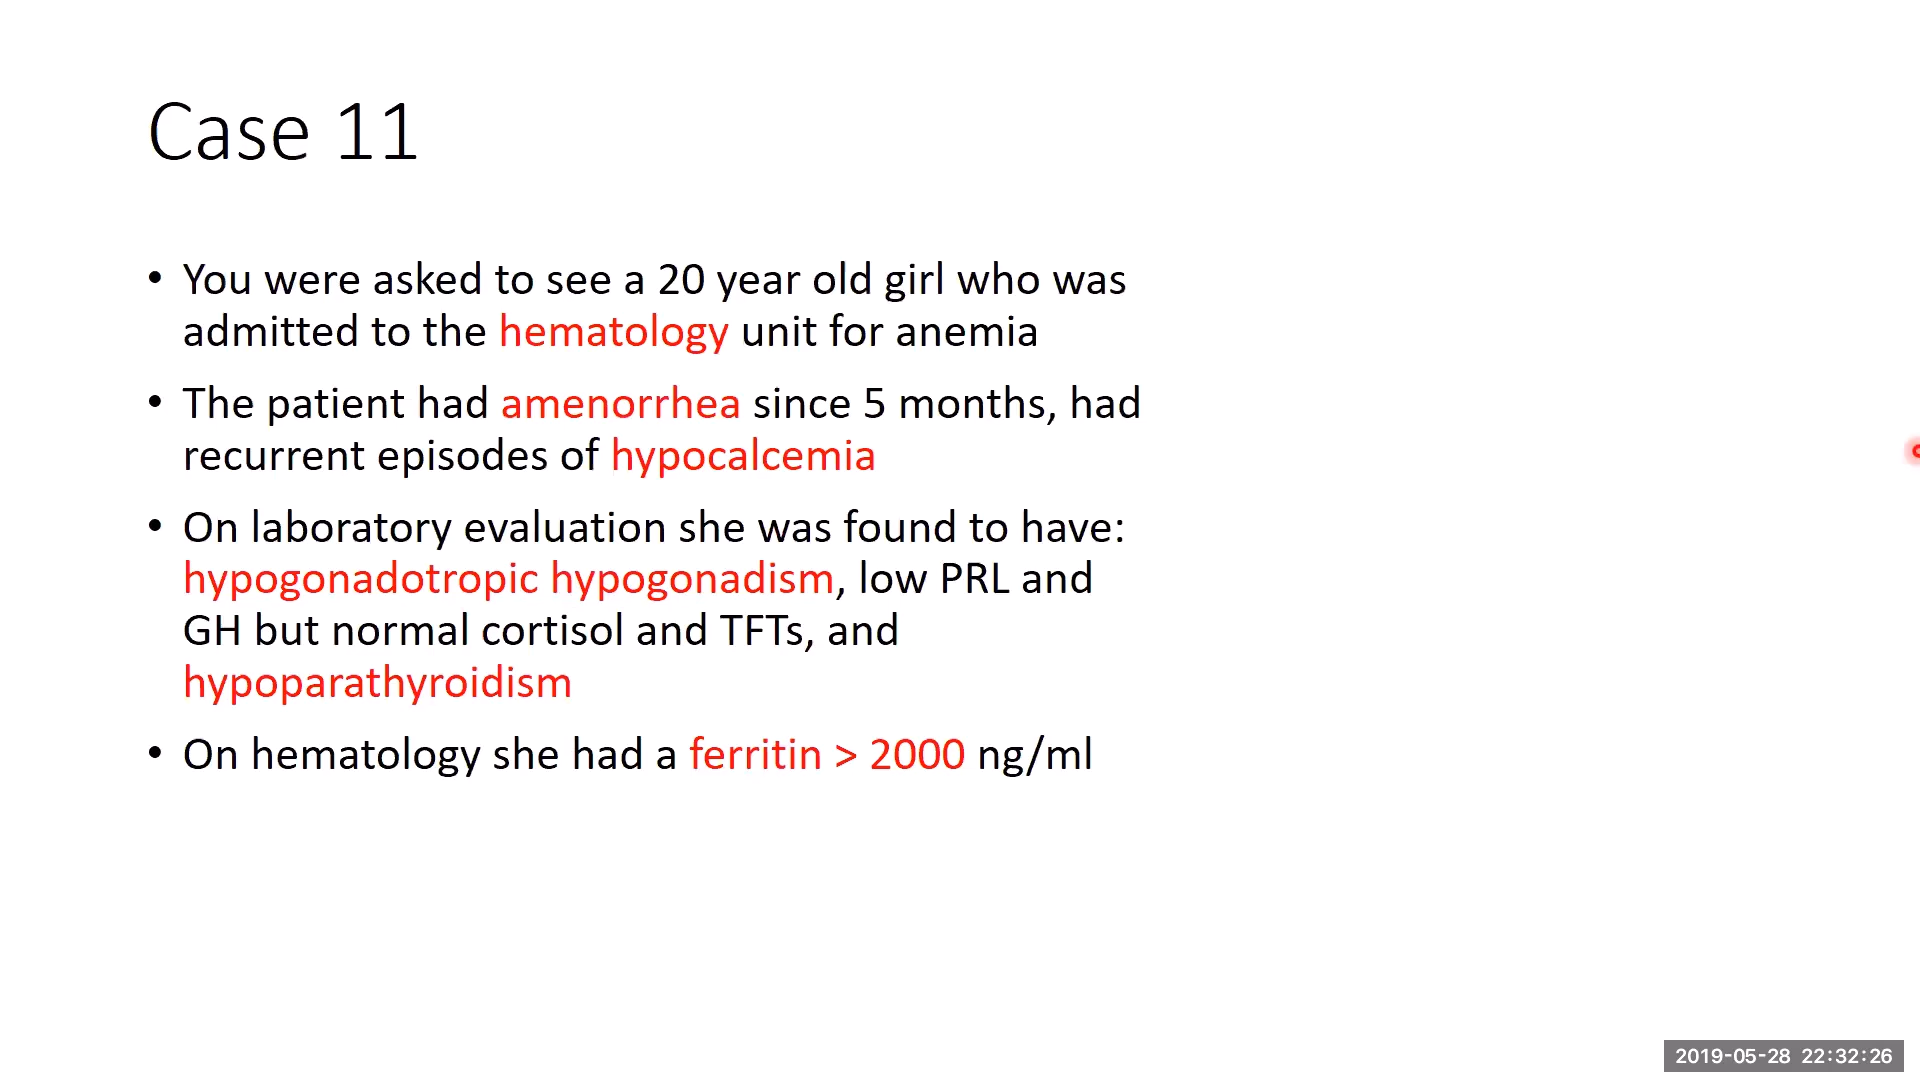 Case 11
• You were asked to see a 20 year old girl who was
admitted to the hematology unit for anemia
• The patient had amenorrhea since 5 months, had
recurrent episodes of hypocalcemia
• On laboratory evaluation she was found to have:
hypogonadotropic hypogonadism, low PRL and
GH but normal cortisol and TFTs, and
hypoparathyroidism
• On hematology she had a ferritin > 2000 ng/ml
2019-05-28 22:32:26